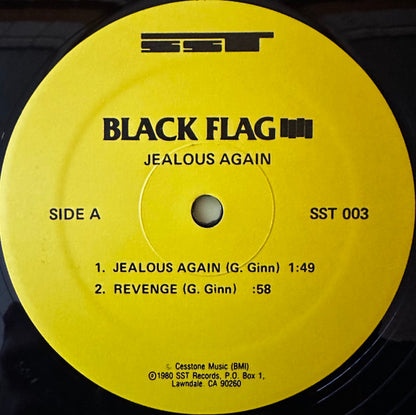 SST
BLACK FLAG
JEALOUS AGAIN
SIDE A SST 003
1. JEALOUS AGAIN (G. Ginn) 1:49
2. REVENGE (G. Ginn) :58
Cesstone Music (BMI)
℗1980 SST Records, P.O. Box 1,
Lawndale, CA 90260